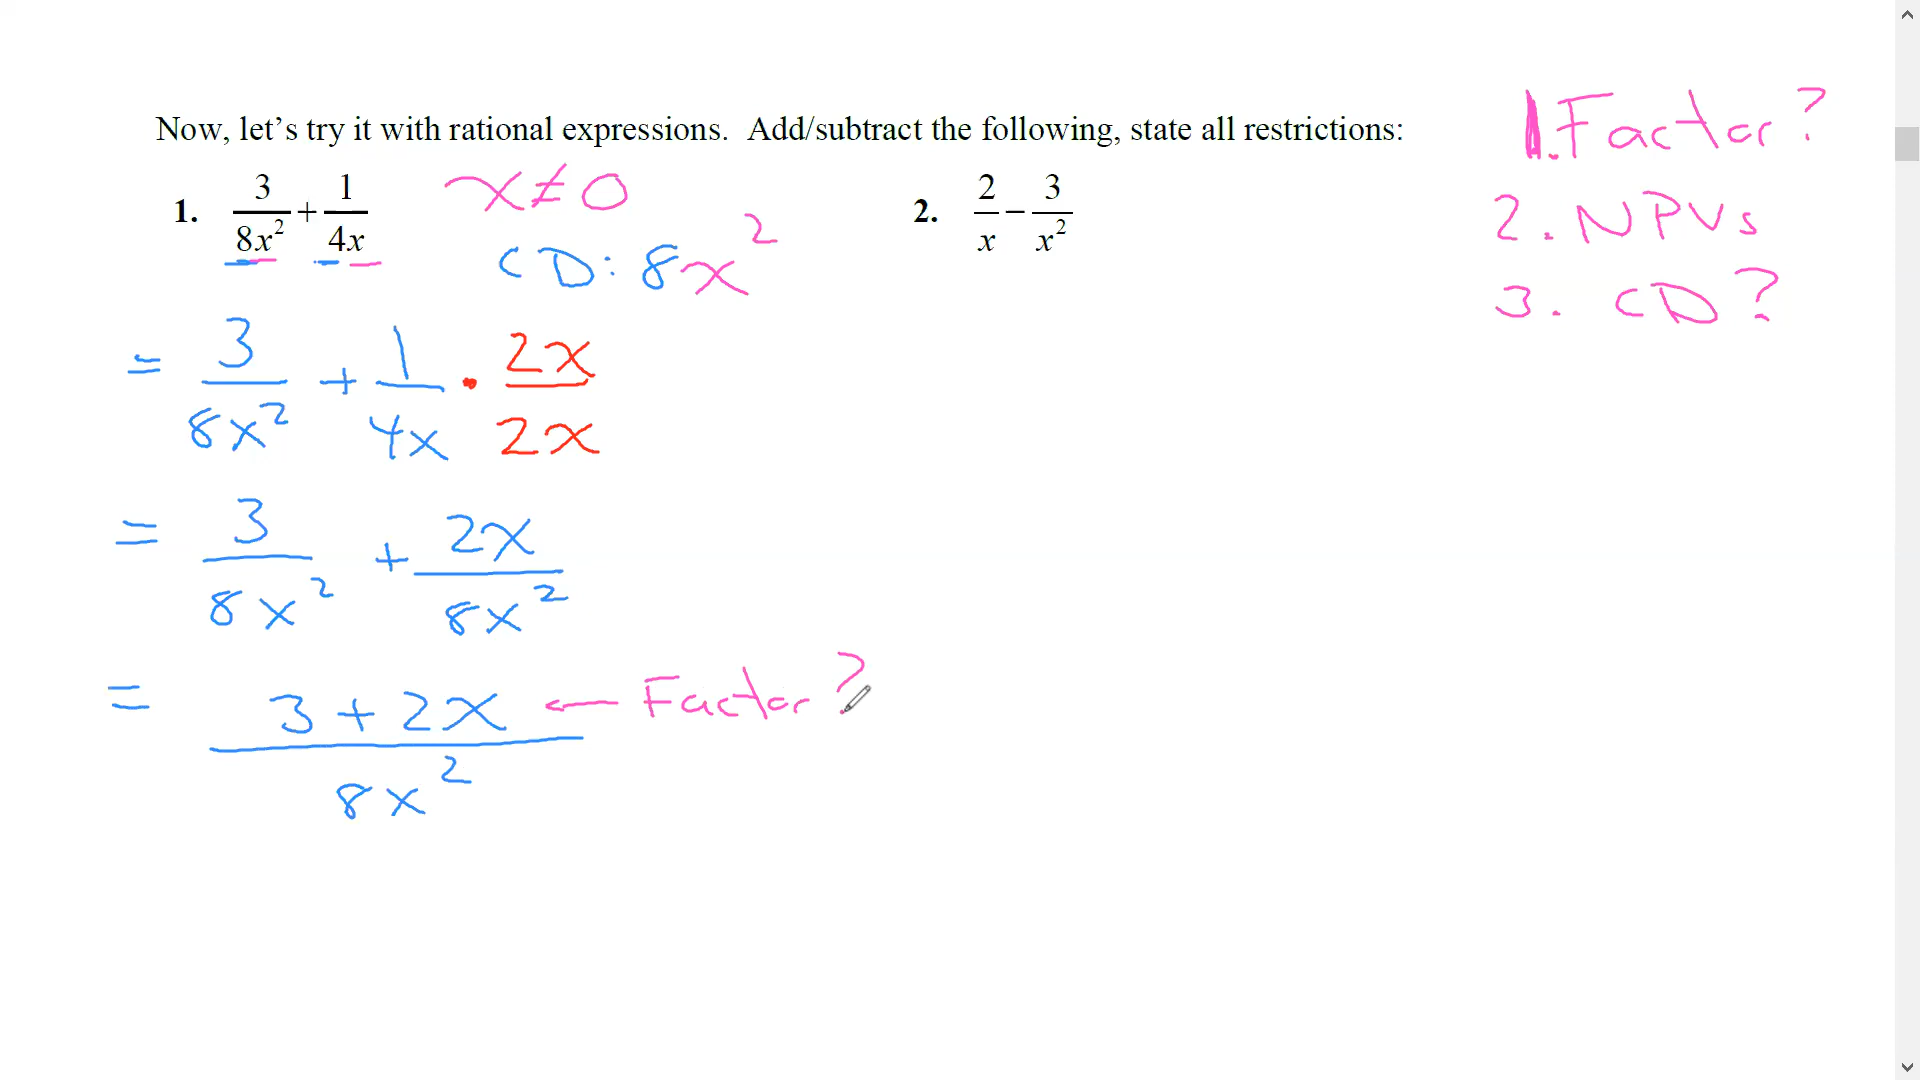 Now, let’s try it with rational expressions.  Add/subtract the following, state all restrictions:
1. 3/8x² + 1/4x
x ≠ 0
CD: 8x²
= 3/8x² + 1/4x · 2x/2x
= 3/8x² + 2x/8x²
= 3 + 2x/8x² ← Factor?
2. 2/x − 3/x²
1. Factor?
2. NPVs
3. CD?